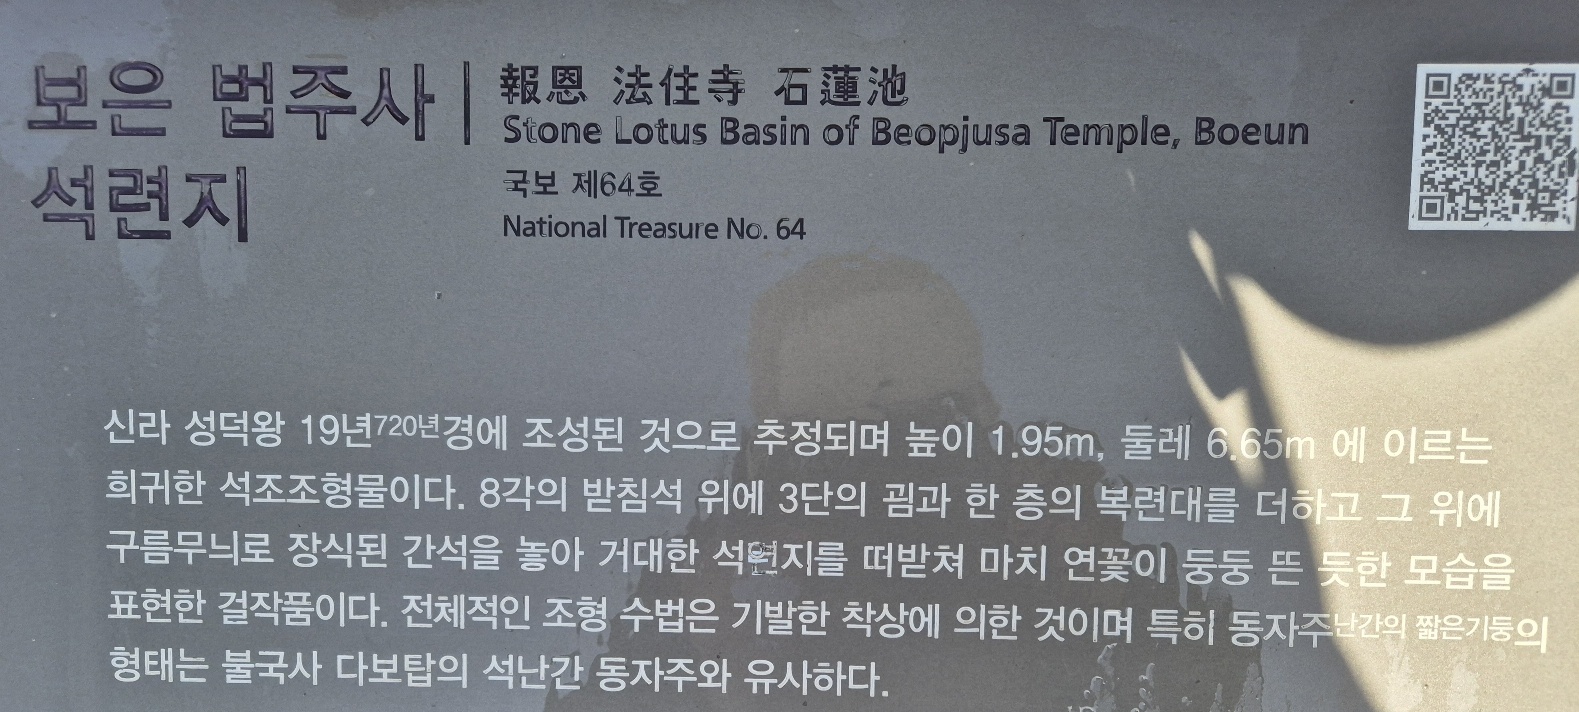 보은 법주사
석련지
報恩 法住寺 石蓮池
Stone Lotus Basin of Beopjusa Temple, Boeun
국보 제64호
National Treasure No. 64
신라 성덕왕 19년720년경에 조성된 것으로 추정되며 높이 1.95m, 둘레 6.65m 에 이르는
희귀한 석조조형물이다. 8각의 받침석 위에 3단의 굄과 한 층의 복련대를 더하고 그 위에
구름무늬로 장식된 간석을 놓아 거대한 석련지를 떠받쳐 마치 연꽃이 둥둥 뜬 듯한 모습을
표현한 걸작품이다. 전체적인 조형 수법은 기발한 착상에 의한 것이며 특히 동자주난간의 짧은기둥의
형태는 불국사 다보탑의 석난간 동자주와 유사하다.